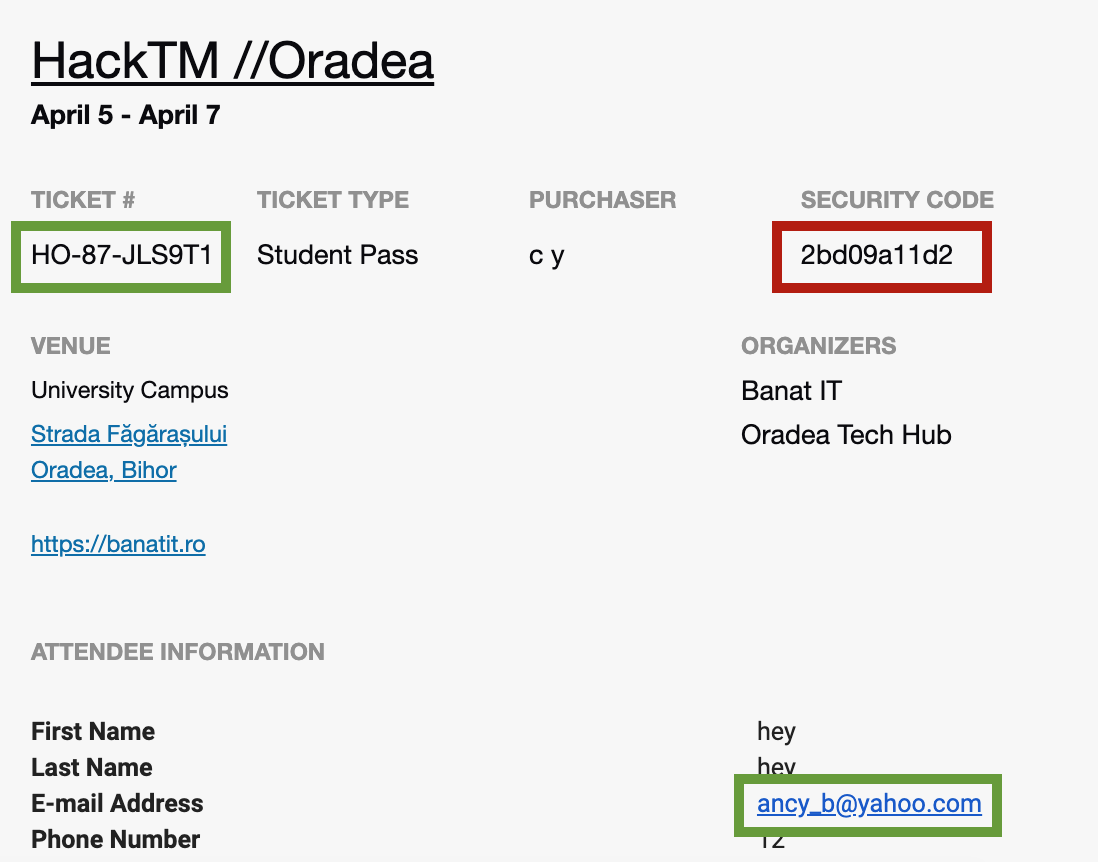 HackTM //Oradea
April 5 - April 7
TICKET # TICKET TYPE PURCHASER SECURITY CODE
HO-87-JLS9T1 Student Pass c y 2bd09a11d2
VENUE ORGANIZERS
University Campus Banat IT
Strada Făgărașului Oradea Tech Hub
Oradea, Bihor
https://banatit.ro
ATTENDEE INFORMATION
First Name hey
Last Name hey
E-mail Address ancy_b@yahoo.com
Phone Number 12